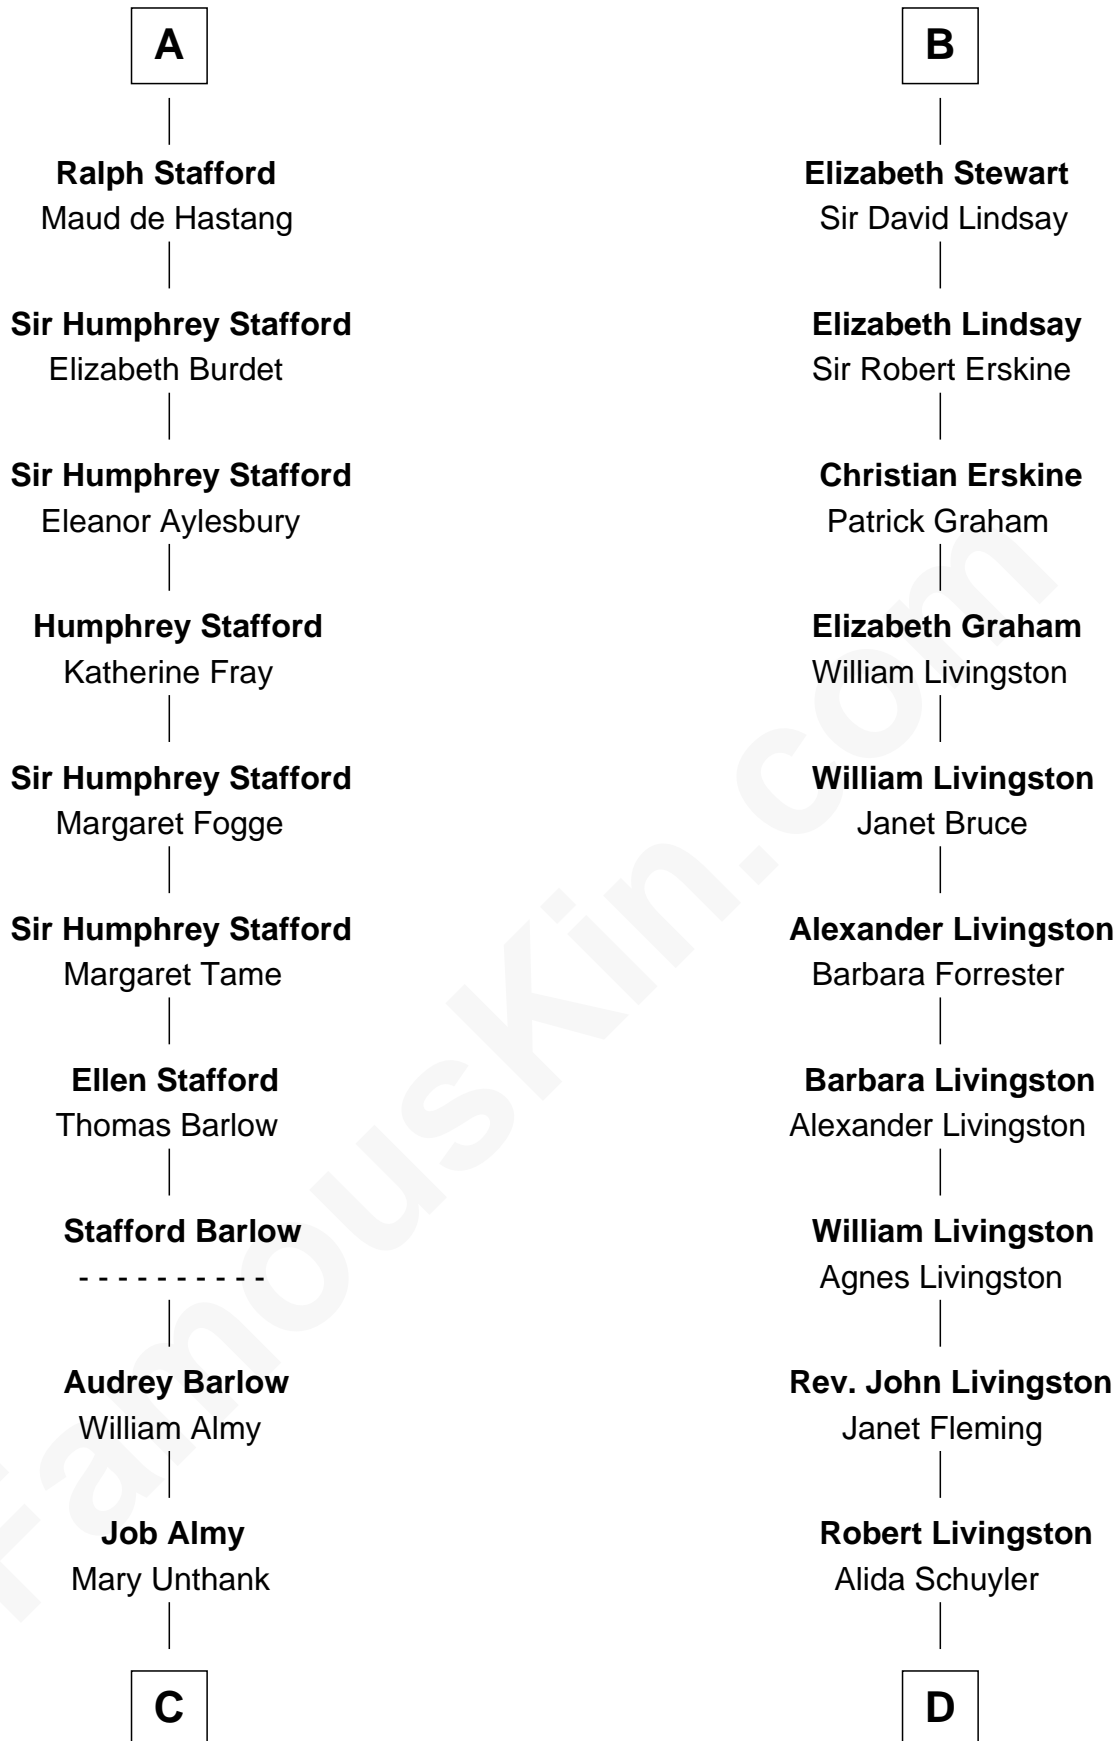 A
Ralph Stafford
Maud de Hastang
Sir Humphrey Stafford
Elizabeth Burdet
Sir Humphrey Stafford
Eleanor Aylesbury
Humphrey Stafford
Katherine Fray
Sir Humphrey Stafford
Margaret Fogge
Sir Humphrey Stafford
Margaret Tame
Ellen Stafford
Thomas Barlow
Stafford Barlow
- - - - - - - - - -
Audrey Barlow
William Almy
Job Almy
Mary Unthank
C
B
Elizabeth Stewart
Sir David Lindsay
Elizabeth Lindsay
Sir Robert Erskine
Christian Erskine
Patrick Graham
Elizabeth Graham
William Livingston
William Livingston
Janet Bruce
Alexander Livingston
Barbara Forrester
Barbara Livingston
Alexander Livingston
William Livingston
Agnes Livingston
Rev. John Livingston
Janet Fleming
Robert Livingston
Alida Schuyler
D
FamousKin.com